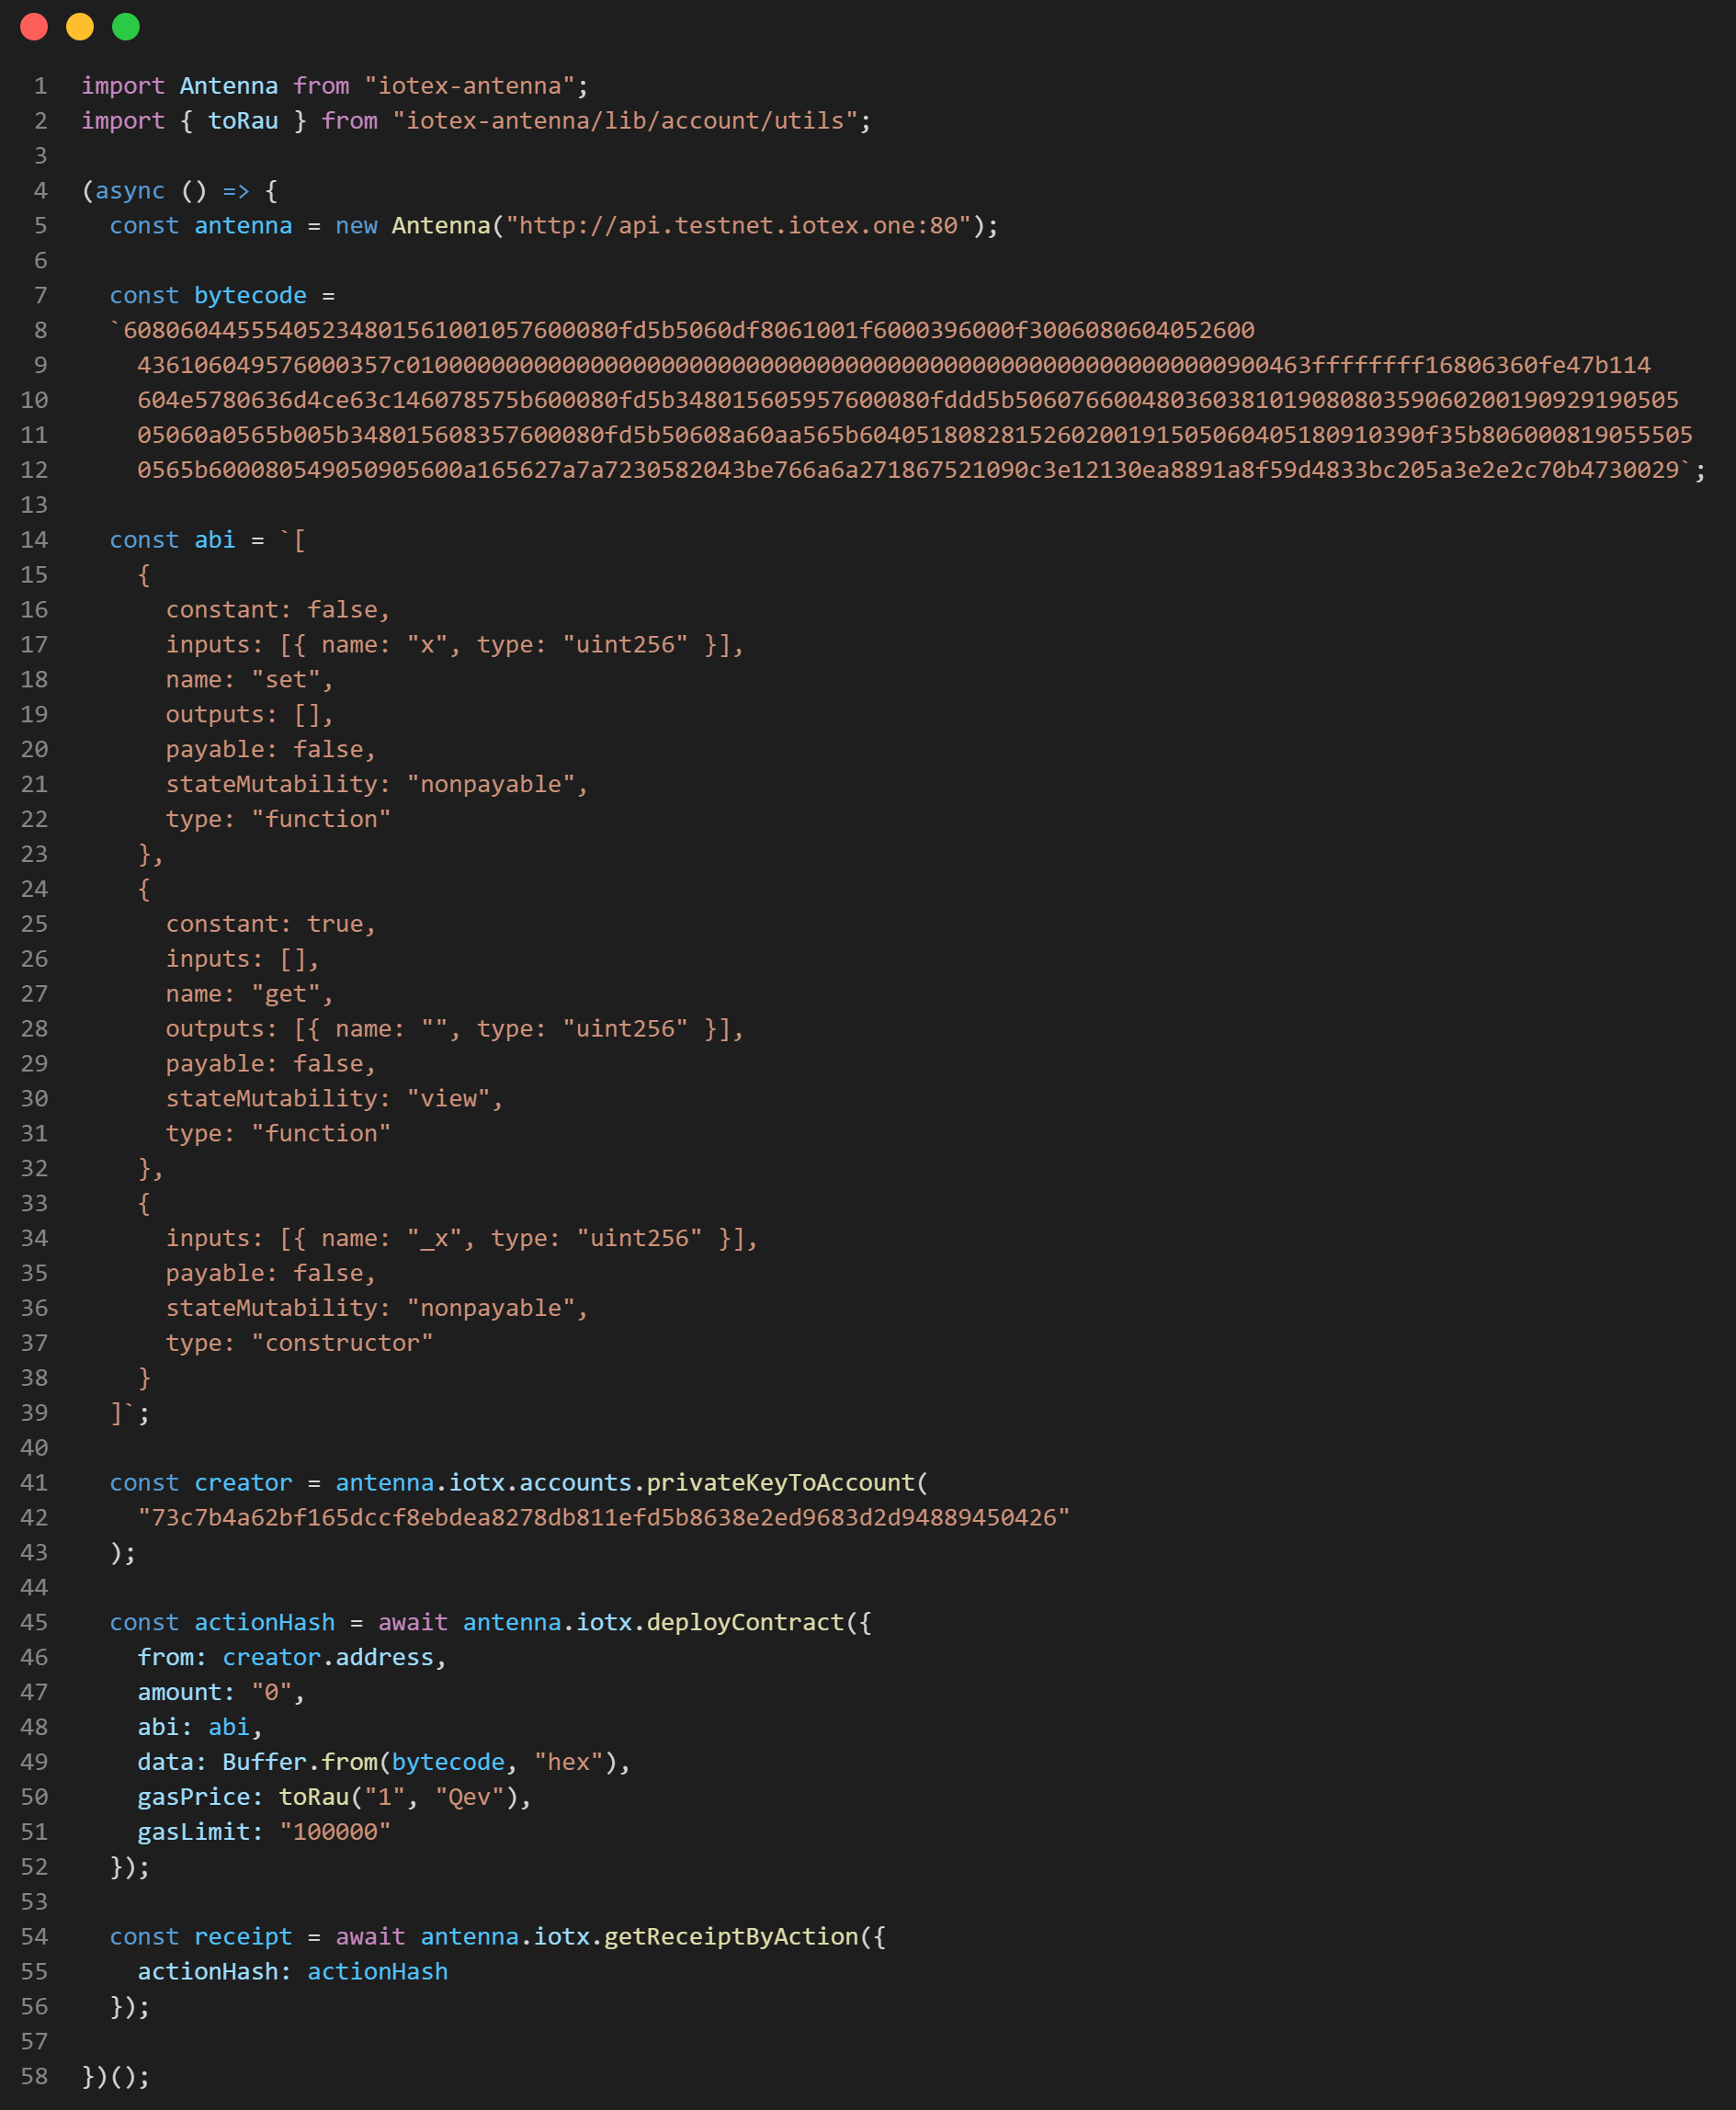 1 import Antenna from "iotex-antenna";
2 import { toRau } from "iotex-antenna/lib/account/utils";
3
4 (async () => {
5   const antenna = new Antenna("http://api.testnet.iotex.one:80");
6
7   const bytecode =
8   `608060445554052348015610010576000​80fd5b5060df8061001f6000396000f3006080604052600
9     436106049576000357c0100000000000000000000000000000000000000000000000000000000900463ffffffff16806360fe47b114
10     604e5780636d4ce63c146078575b600080fd5b348015605957600080fddd5b5060766004803603810190808035906020019092919050​5
11     05060a0565b005b348015608357600080fd5b50608a60aa565b6040518082815260200191505060405180910390f35b80600081905550​5
12     0565b600080549050905600a165627a7a7230582043be766a6a271867521090c3e12130ea8891a8f59d4833bc205a3e2e2c70b4730029`;
13
14   const abi = `[
15     {
16       constant: false,
17       inputs: [{ name: "x", type: "uint256" }],
18       name: "set",
19       outputs: [],
20       payable: false,
21       stateMutability: "nonpayable",
22       type: "function"
23     },
24     {
25       constant: true,
26       inputs: [],
27       name: "get",
28       outputs: [{ name: "", type: "uint256" }],
29       payable: false,
30       stateMutability: "view",
31       type: "function"
32     },
33     {
34       inputs: [{ name: "_x", type: "uint256" }],
35       payable: false,
36       stateMutability: "nonpayable",
37       type: "constructor"
38     }
39   ]`;
40
41   const creator = antenna.iotx.accounts.privateKeyToAccount(
42     "73c7b4a62bf165dccf8ebdea8278db811efd5b8638e2ed9683d2d94889450426"
43   );
44
45   const actionHash = await antenna.iotx.deployContract({
46     from: creator.address,
47     amount: "0",
48     abi: abi,
49     data: Buffer.from(bytecode, "hex"),
50     gasPrice: toRau("1", "Qev"),
51     gasLimit: "100000"
52   });
53
54   const receipt = await antenna.iotx.getReceiptByAction({
55     actionHash: actionHash
56   });
57
58 })();